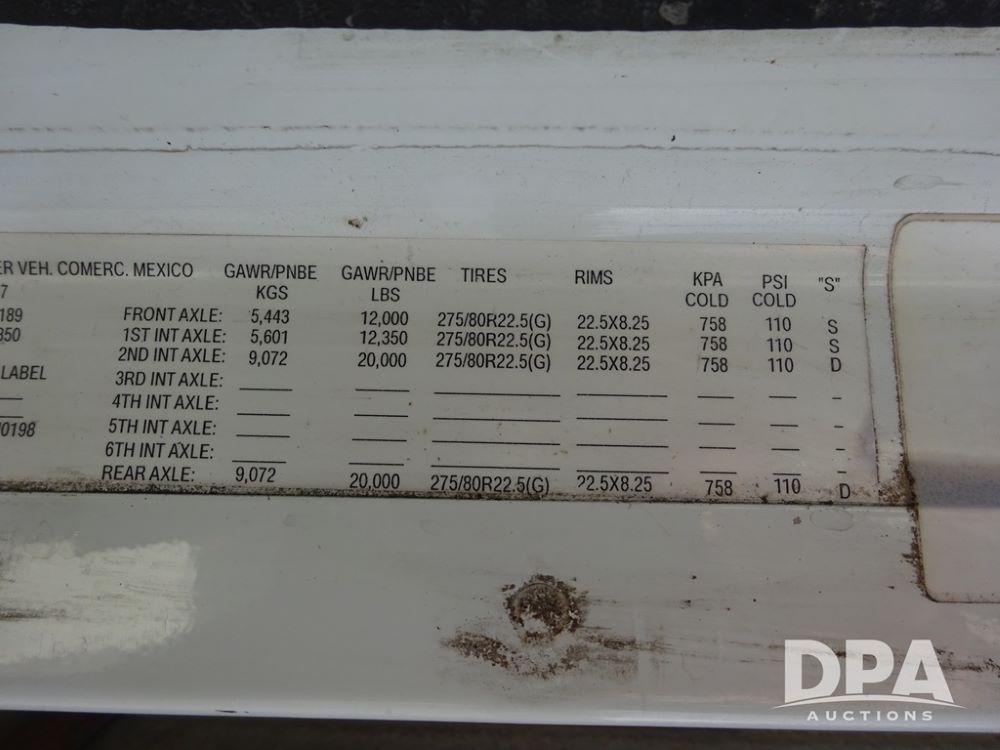 ER VEH. COMERC. MEXICO GAWR/PNBE GAWR/PNBE TIRES RIMS KPA PSI "S"
7 KGS LBS COLD COLD
189 FRONT AXLE: 5,443 12,000 275/80R22.5(G) 22.5X8.25 758 110 S
350 1ST INT AXLE: 5,601 12,350 275/80R22.5(G) 22.5X8.25 758 110 S
2ND INT AXLE: 9,072 20,000 275/80R22.5(G) 22.5X8.25 758 110 D
LABEL 3RD INT AXLE:
4TH INT AXLE:
0198 5TH INT AXLE:
6TH INT AXLE:
REAR AXLE: 9,072 20,000 275/80R22.5(G) 22.5X8.25 758 110 D
DPA
AUCTIONS